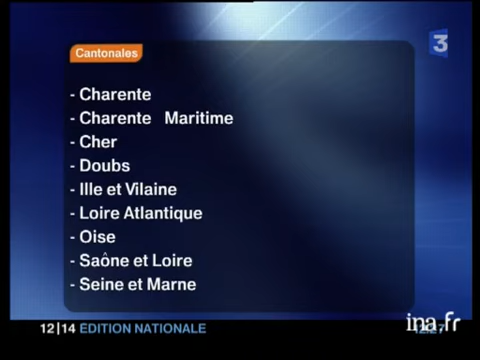 Cantonales
3
- Charente
- Charente Maritime
- Cher
- Doubs
- Ille et Vilaine
- Loire Atlantique
- Oise
- Saône et Loire
- Seine et Marne
12|14 EDITION NATIONALE
ina.fr